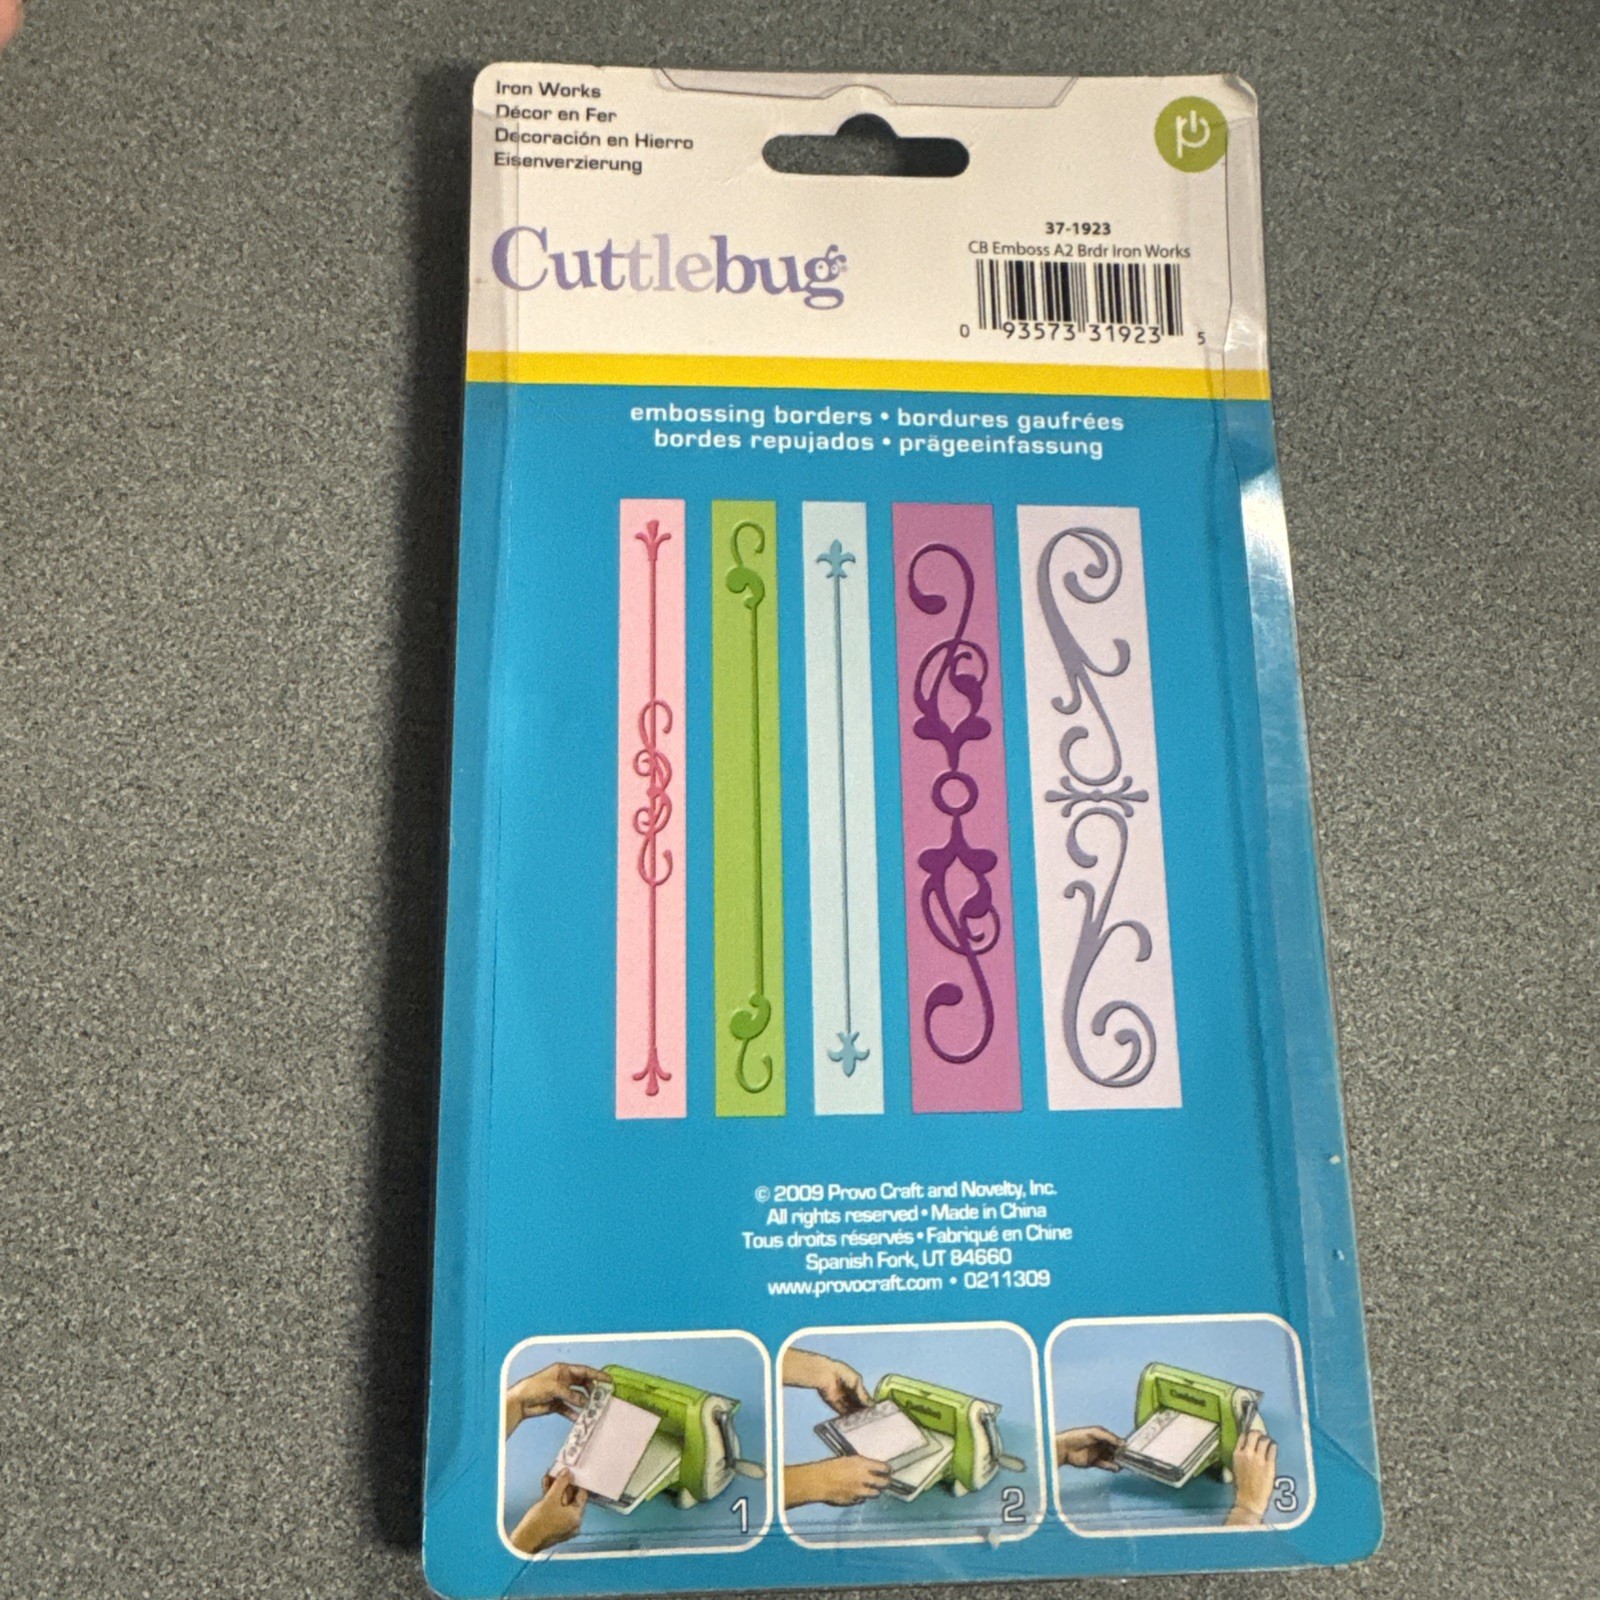 Iron Works
Décor en Fer
Decoración en Hierro
Eisenverzierung
Cuttlebug
37-1923
CB Emboss A2 Brdr Iron Works
0 93573 31923 5
embossing borders • bordures gaufrées
bordes repujados • prägeeinfassung
© 2009 Provo Craft and Novelty, Inc.
All rights reserved • Made in China
Tous droits réservés • Fabriqué en Chine
Spanish Fork, UT 84660
www.provocraft.com • 0211309
1
2
3